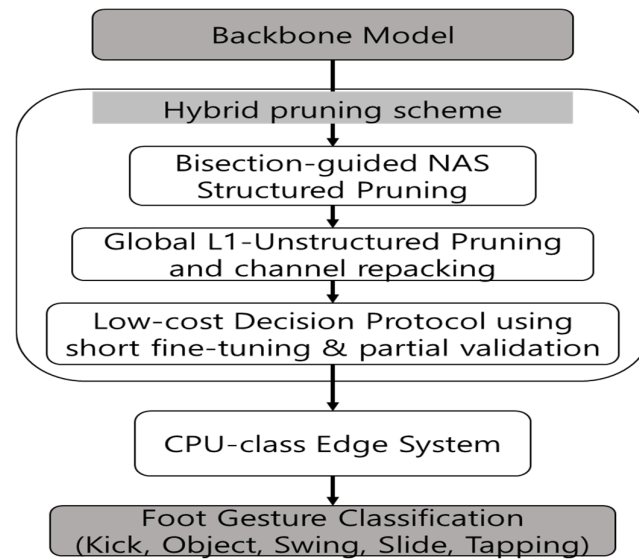 Backbone Model
Hybrid pruning scheme
Bisection-guided NAS
Structured Pruning
Global L1-Unstructured Pruning
and channel repacking
Low-cost Decision Protocol using
short fine-tuning & partial validation
CPU-class Edge System
Foot Gesture Classification
(Kick, Object, Swing, Slide, Tapping)